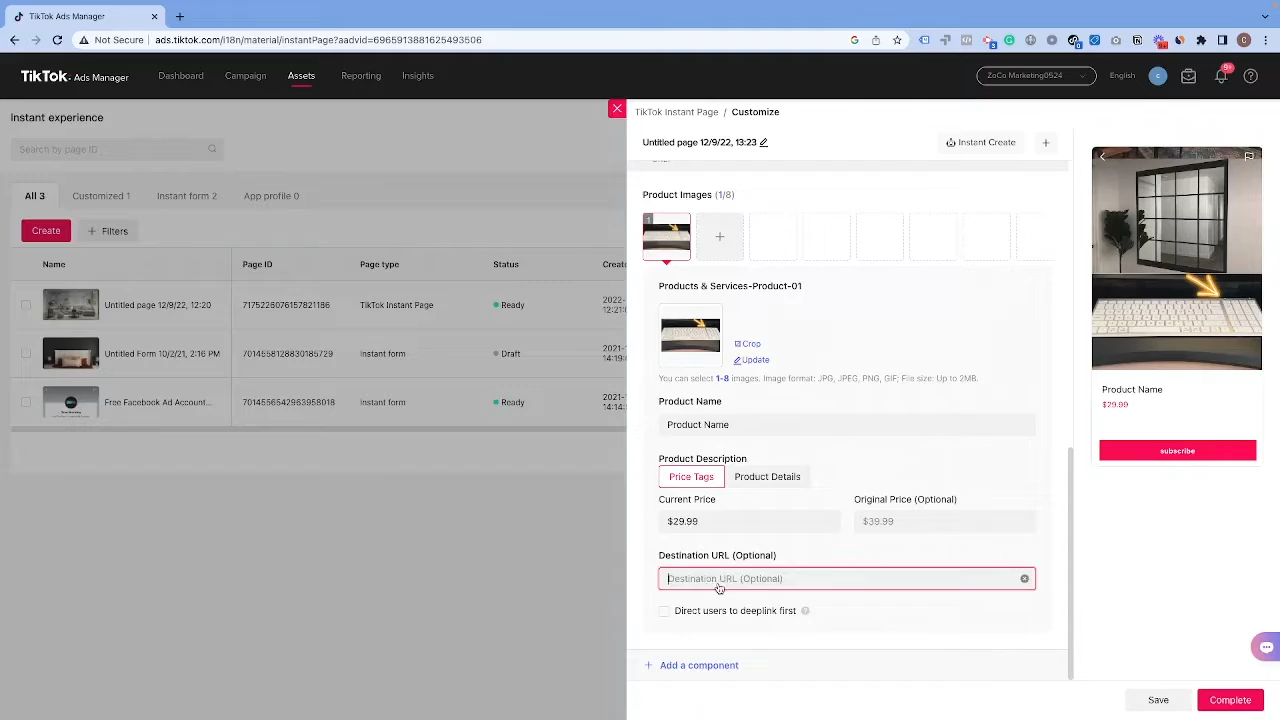 TikTok Ads Manager
Not Secure
ads.tiktok.com/i18n/material/instantPage?aadvid=6965913881625493506
TikTok: Ads Manager
Dashboard
Campaign
Assets
Reporting
Insights
ZoCo Marketing0524
English
c
9+
Instant experience
Search by page ID
All 3
Customized 1
Instant form 2
App profile 0
Create
+ Filters
Name
Page ID
Page type
Status
Create
Untitled page 12/9/22, 12:20
7175226076157821186
TikTok Instant Page
Ready
2022-
12:21:0
Untitled Form 10/2/21, 2:16 PM
7014558128830185729
Instant form
Draft
2021-1
14:19:
Free Facebook Ad Account...
7014556542963958018
Instant form
Ready
2021-1
14:14:
TikTok Instant Page / Customize
Untitled page 12/9/22, 13:23
Instant Create
+
Product Images (1/8)
1
+
Products & Services-Product-01
Crop
Update
You can select 1-8 images. Image format: JPG, JPEG, PNG, GIF; File size: Up to 2MB.
Product Name
Product Name
Product Description
Price Tags
Product Details
Current Price
Original Price (Optional)
$29.99
$39.99
Destination URL (Optional)
Destination URL (Optional)
Direct users to deeplink first
+ Add a component
Save
Complete
Product Name
$29.99
subscribe